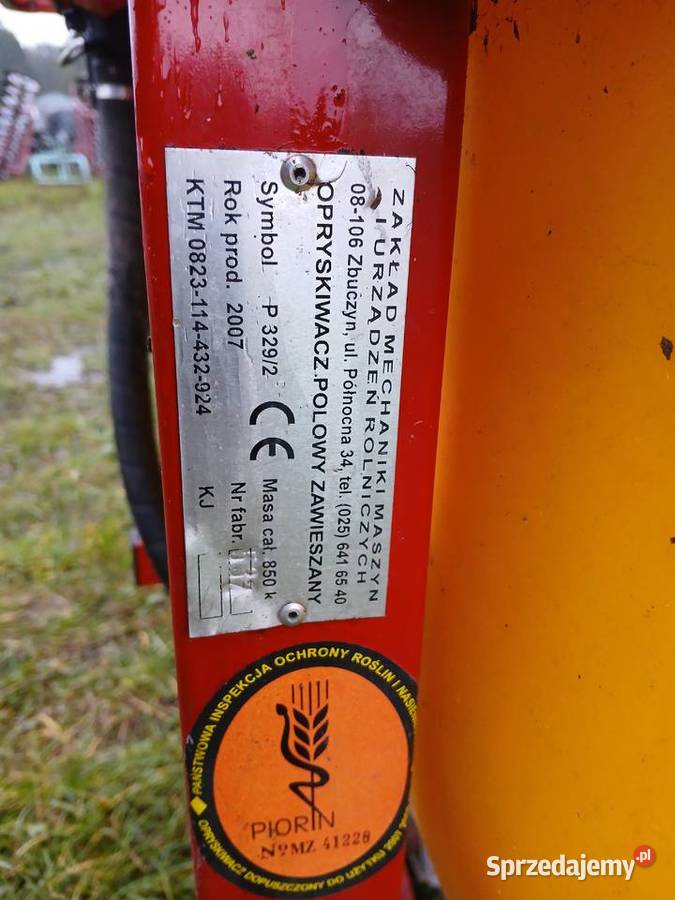 ZAKŁAD MECHANIKI MASZYN
I URZĄDZEŃ ROLNICZYCH
08-106 Zbuczyn, ul. Północna 34, tel. (025) 641 65 40
OPRYSKIWACZ POLOWY ZAWIESZANY
Symbol P 329/2 CE Masa cał. 850 k
Rok prod. 2007 Nr fabr.
KTM 0823-114-432-924 KJ
PAŃSTWOWA INSPEKCJA OCHRONY ROŚLIN I
PIORIN
Nº MZ 41228
OPRYSKIWACZ DOPUSZCZONY DO UŻYTKU
Sprzedajemy.pl